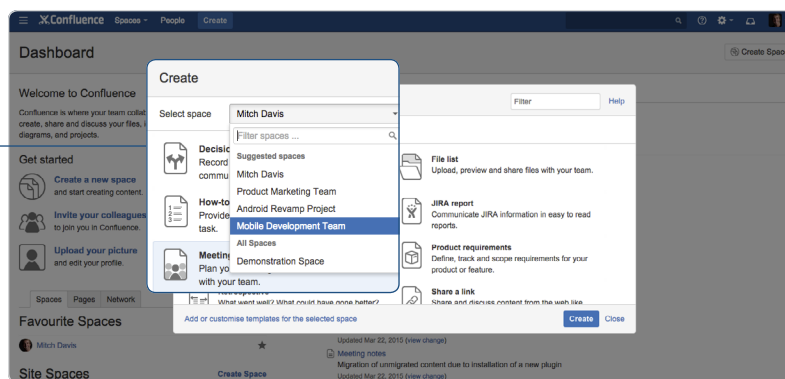 Confluence Spaces People Create
Dashboard
Create Spac
Welcome to Confluence
Confluence is where your team collab
create, share and discuss your files, i
diagrams, and projects.
Get started
Create a new space
and start creating content.
Invite your colleagues
to join you in Confluence.
Upload your picture
and edit your profile.
Spaces Pages Network
Favourite Spaces
Mitch Davis
Site Spaces
Create Space
Create
Select space Mitch Davis
Filter spaces ...
Suggested spaces
Mitch Davis
Product Marketing Team
Android Revamp Project
Mobile Development Team
All Spaces
Demonstration Space
Decisio
Record
commu
How-to
Provide
task.
Meeting
Plan yo
with your team.
Retrospective
What went well? What could have gone better?
Filter Help
File list
Upload, preview and share files with your team.
JIRA report
Communicate JIRA information in easy to read
reports.
Product requirements
Define, track and scope requirements for your
product or feature.
Share a link
Share and discuss content from the web like
Add or customise templates for the selected space
Create Close
Updated Mar 22, 2015 (view change)
Meeting notes
Migration of unmigrated content due to installation of a new plugin
Updated Mar 22, 2015 (view change)